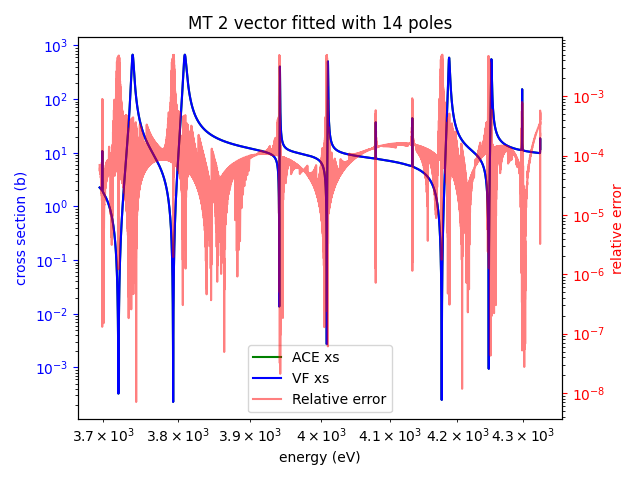 MT 2 vector fitted with 14 poles
cross section (b)
10³
10²
10¹
10⁰
10⁻¹
10⁻²
10⁻³
10⁻³
10⁻⁴
10⁻⁵
10⁻⁶
10⁻⁷
10⁻⁸
relative error
ACE xs
VF xs
Relative error
3.7 × 10³ 3.8 × 10³ 3.9 × 10³ 4 × 10³ 4.1 × 10³ 4.2 × 10³ 4.3 × 10³
energy (eV)